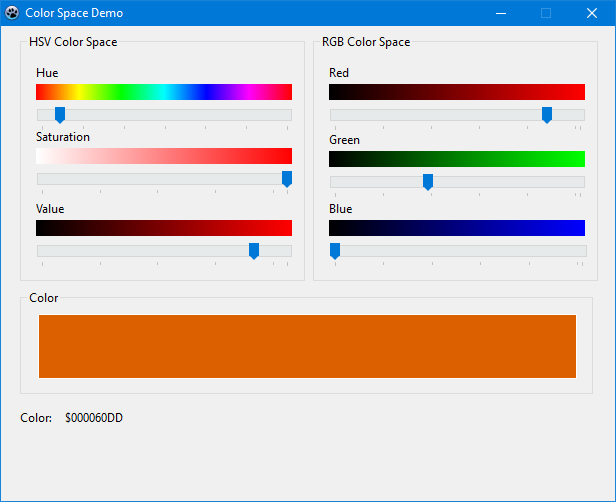 Color Space Demo
HSV Color Space
Hue
Saturation
Value
RGB Color Space
Red
Green
Blue
Color
Color: $000060DD